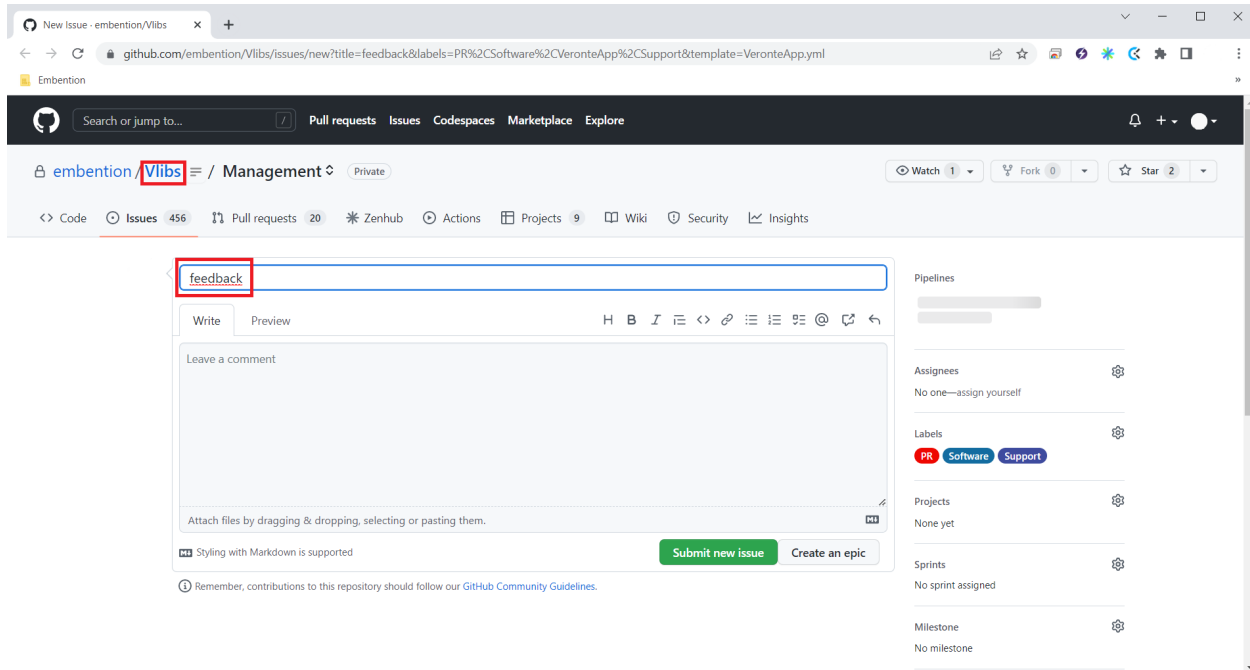 New Issue · embention/Vlibs
github.com/embention/Vlibs/issues/new?title=feedback&labels=PR%2CSoftware%2CVeronteApp%2CSupport&template=VeronteApp.yml
Embention
»
Search or jump to... / Pull requests Issues Codespaces Marketplace Explore
embention / Vlibs / Management Private Watch 1 Fork 0 Star 2
<> Code Issues 456 Pull requests 20 Zenhub Actions Projects 9 Wiki Security Insights
feedback
Write Preview H B I <> @
Leave a comment
Attach files by dragging & dropping, selecting or pasting them.
Styling with Markdown is supported
Submit new issue Create an epic
Remember, contributions to this repository should follow our GitHub Community Guidelines.
Pipelines
Assignees
No one—assign yourself
Labels
PR Software Support
Projects
None yet
Sprints
No sprint assigned
Milestone
No milestone